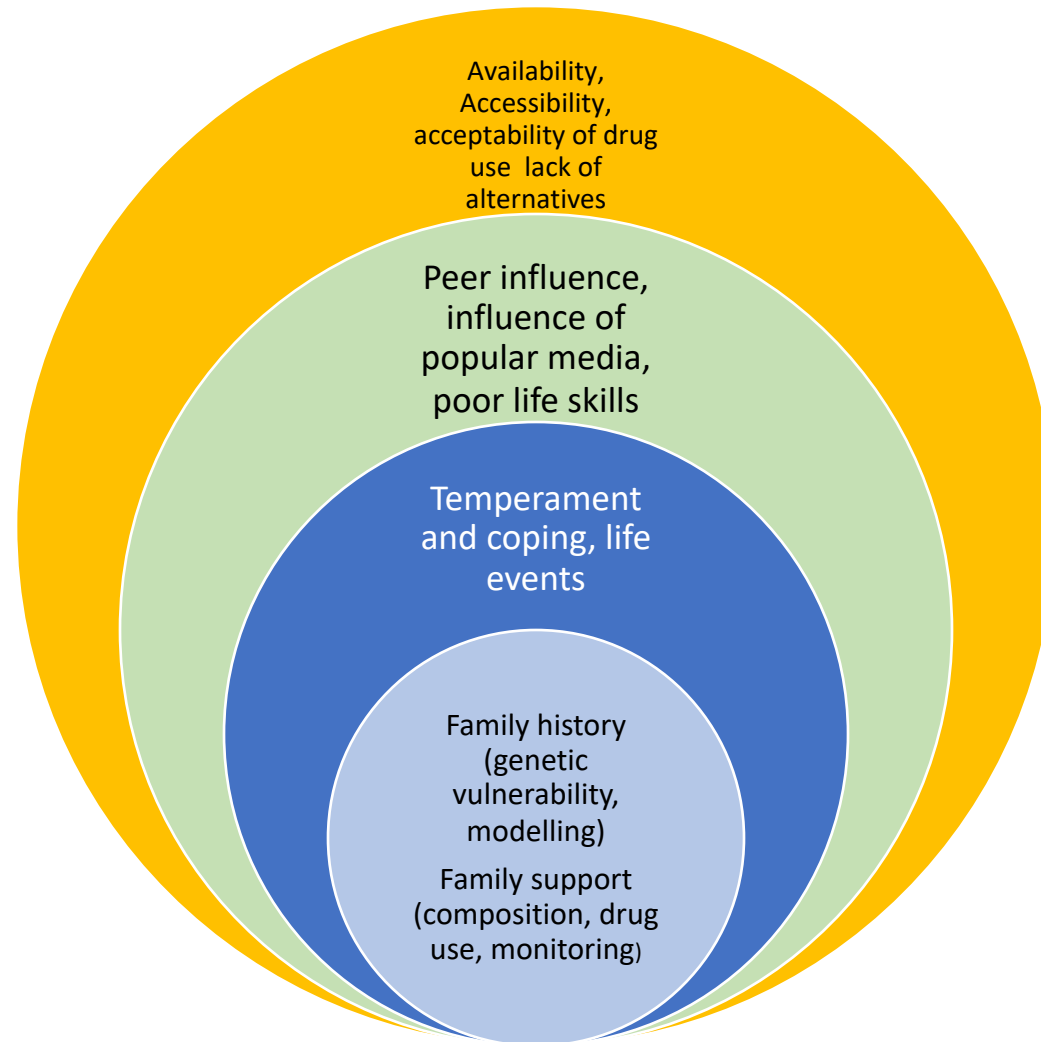 Availability,
Accessibility,
acceptability of drug
use  lack of
alternatives
Peer influence,
influence of
popular media,
poor life skills
Temperament
and coping, life
events
Family history
(genetic
vulnerability,
modelling)
Family support
(composition, drug
use, monitoring)